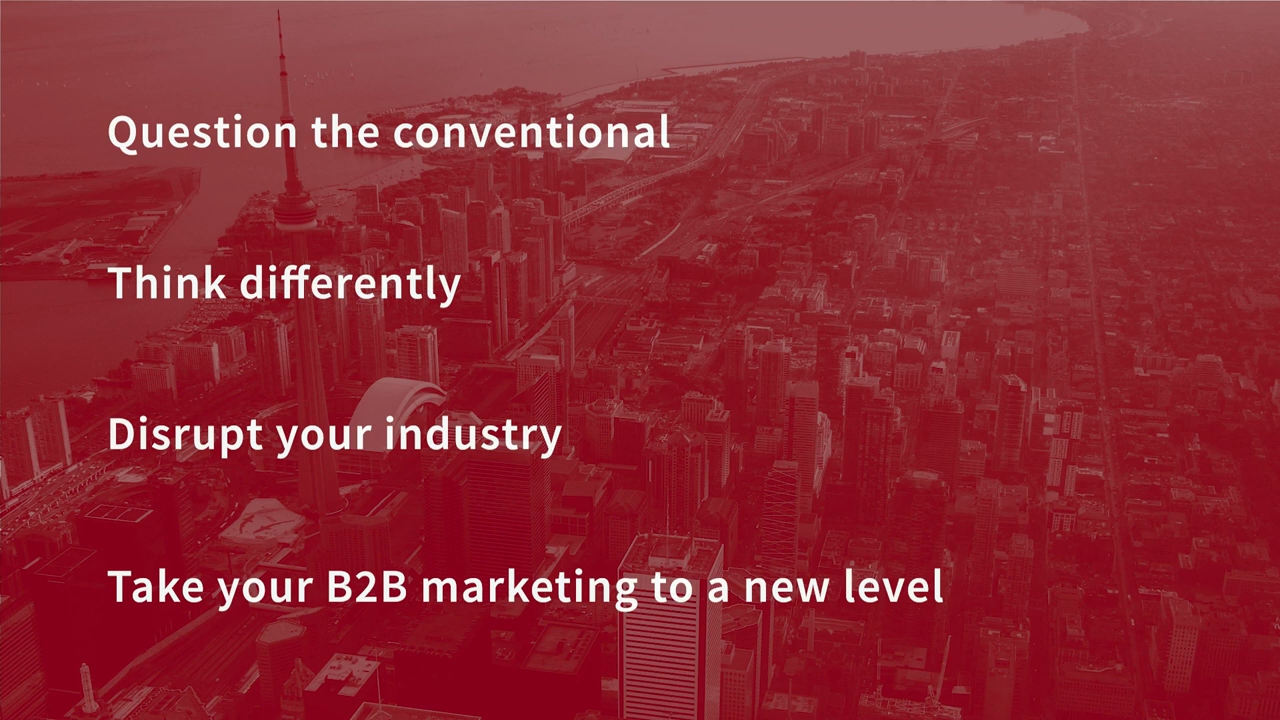 Question the conventional
Think differently
Disrupt your industry
Take your B2B marketing to a new level